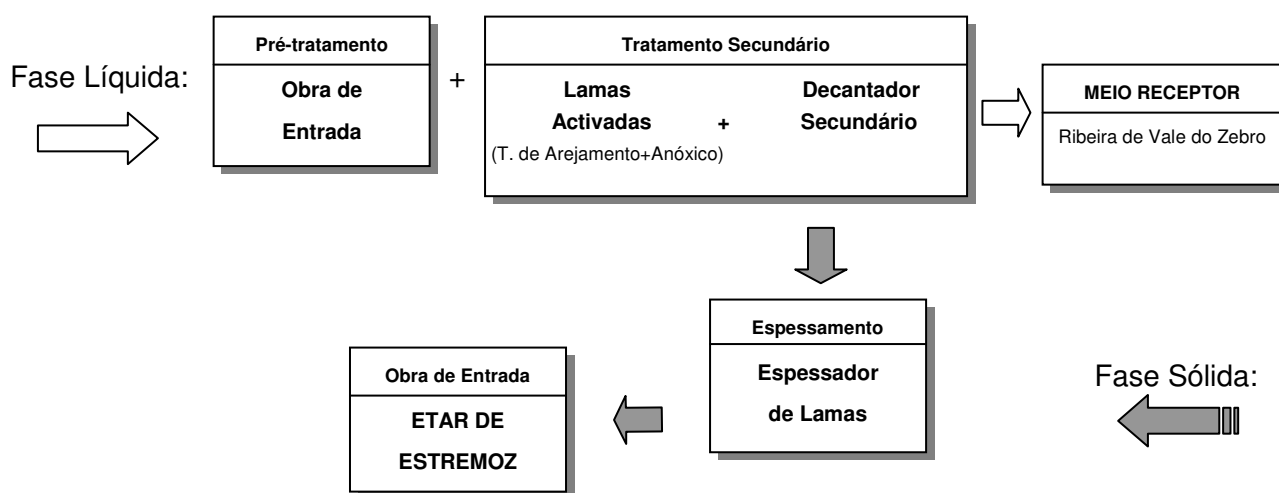 Fase Líquida:
Pré-tratamento
Obra de
Entrada
+
Tratamento Secundário
Lamas Decantador
Activadas + Secundário
(T. de Arejamento+Anóxico)
MEIO RECEPTOR
Ribeira de Vale do Zebro
Espessamento
Espessador
de Lamas
Fase Sólida:
Obra de Entrada
ETAR DE
ESTREMOZ